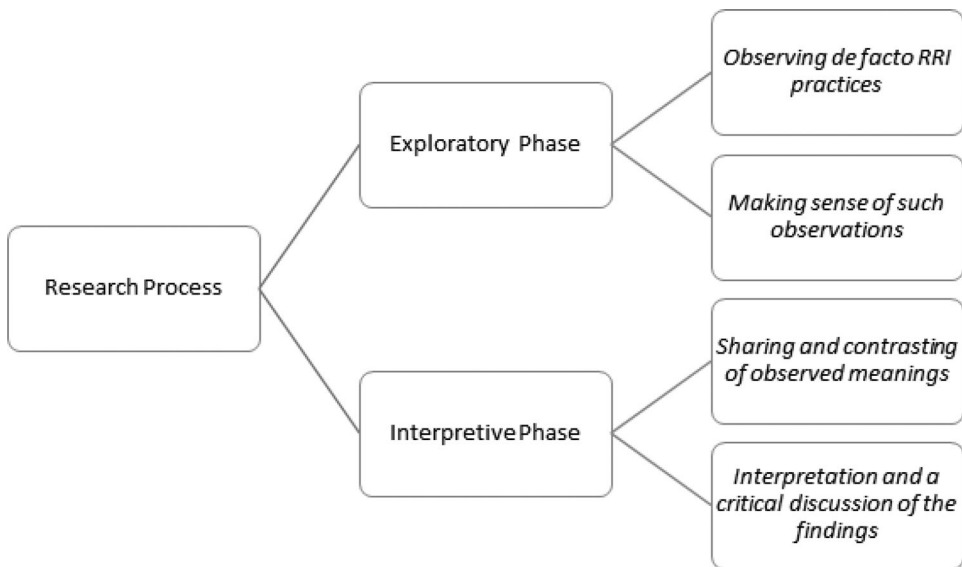 Research Process
Exploratory Phase
Interpretive Phase
Observing de facto RRI
practices
Making sense of such
observations
Sharing and contrasting
of observed meanings
Interpretation and a
critical discussion of the
findings